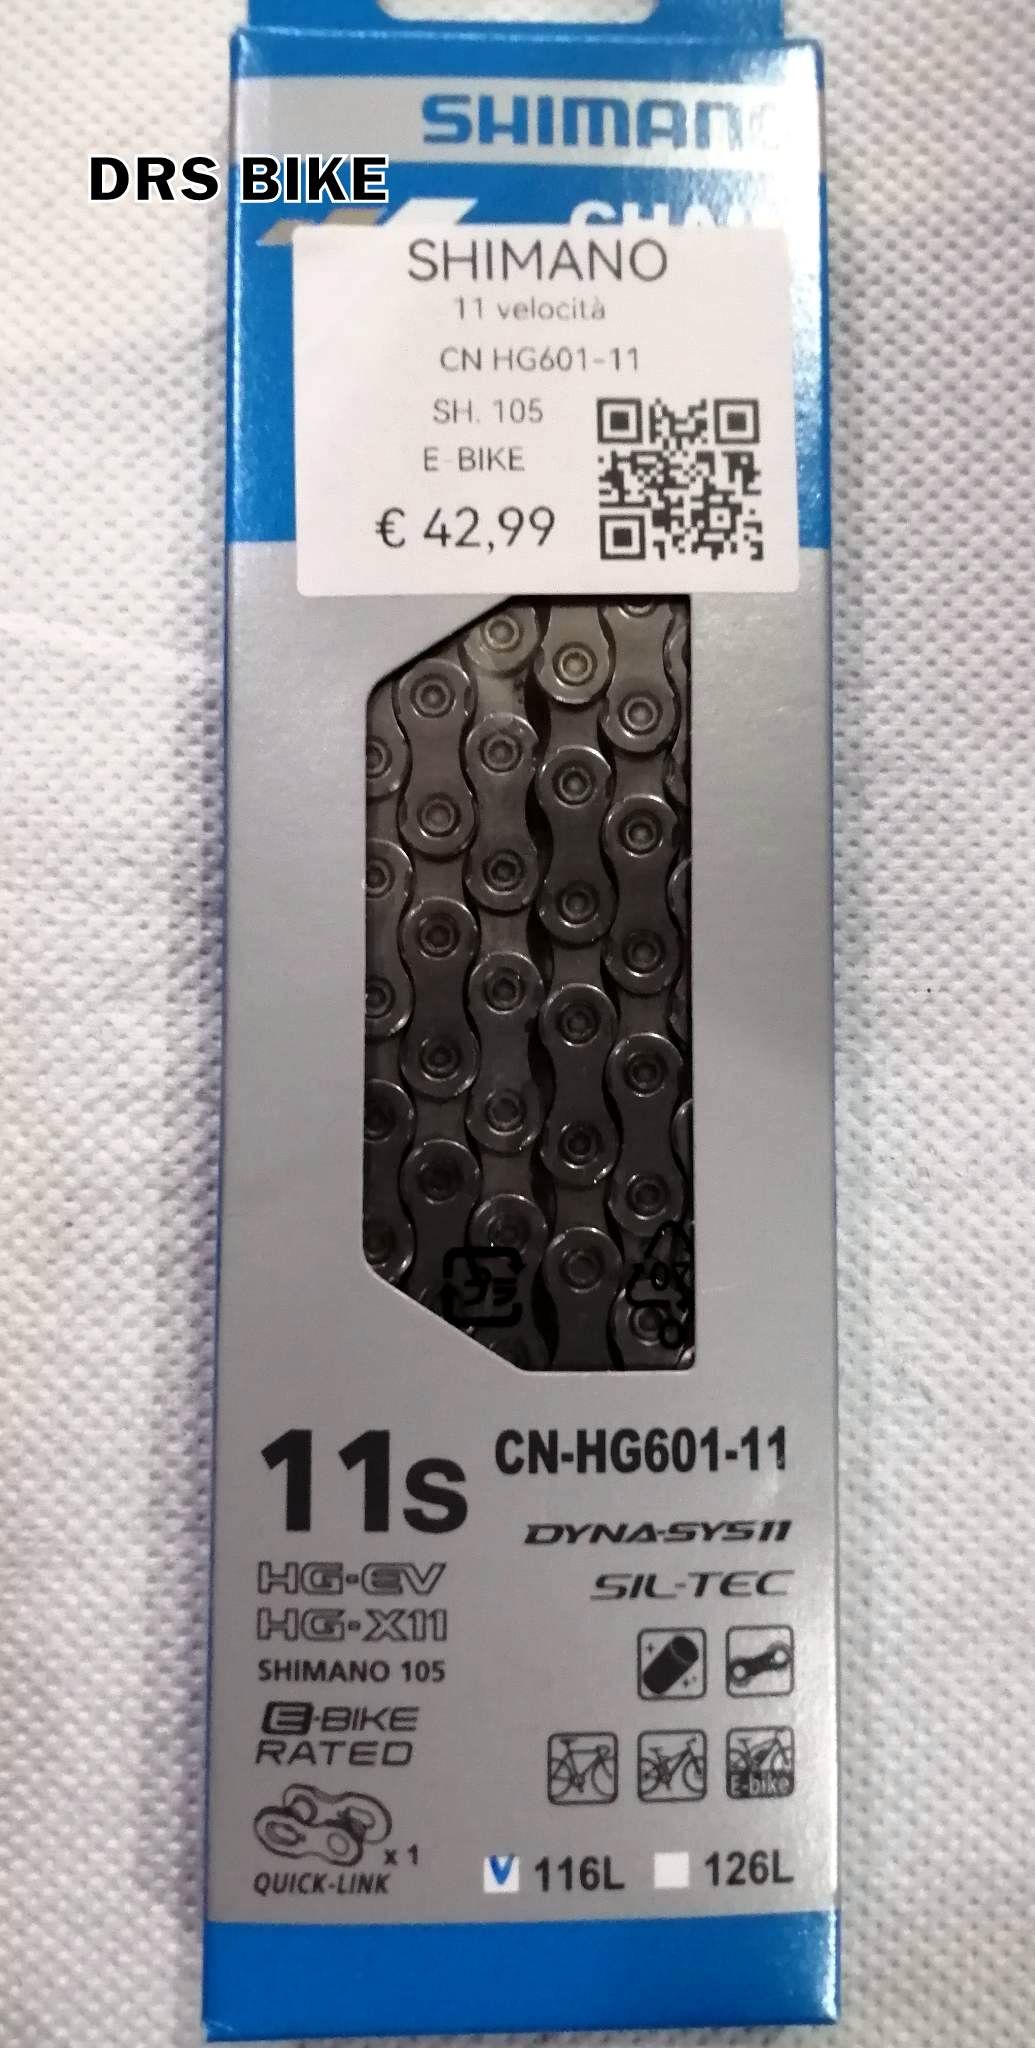 SHIMANO
DRS BIKE
SHIMANO
11 velocità
CN HG601-11
SH. 105
E-BIKE
€ 42,99
11s
CN-HG601-11
DYNA-SYS11
HG-EV
SIL-TEC
HG-X11
SHIMANO 105
E-BIKE
RATED
E-bike
x 1
QUICK-LINK
V 116L
126L